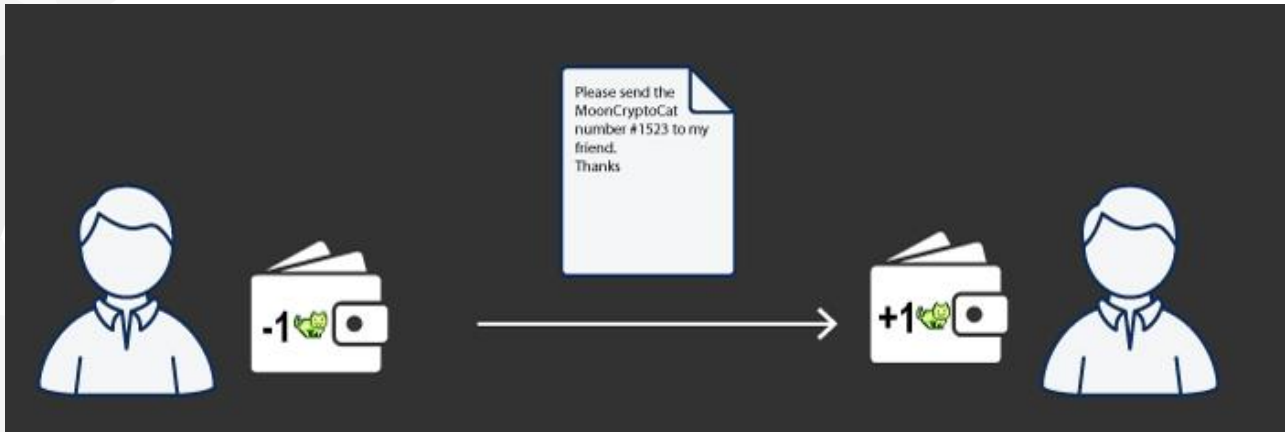 Please send the
MoonCryptoCat
number #1523 to my
friend.
Thanks
-1
+1